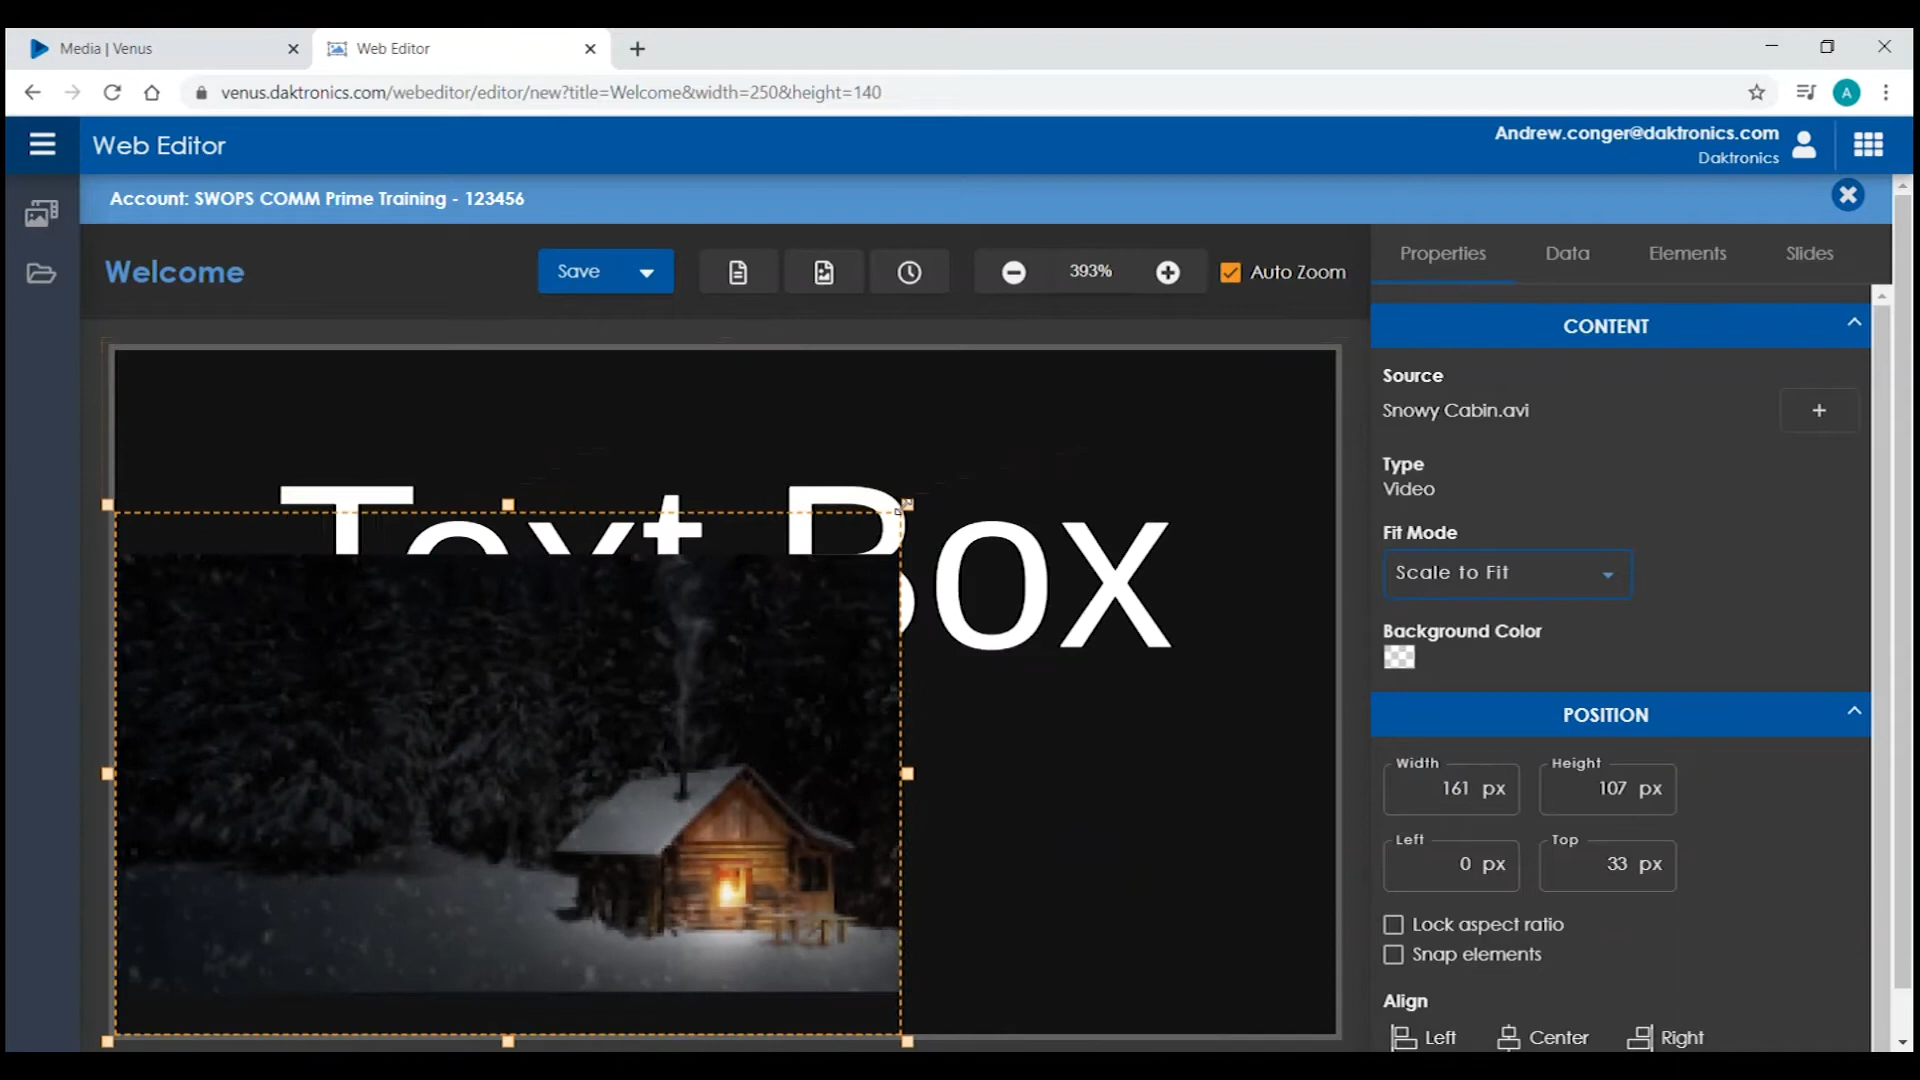 Media | Venus
Web Editor
venus.daktronics.com/webeditor/editor/new?title=Welcome&width=250&height=140
A
Web Editor
Andrew.conger@daktronics.com
Daktronics
Account: SWOPS COMM Prime Training - 123456
Welcome
Save
393%
Auto Zoom
Properties
Data
Elements
Slides
Text Box
CONTENT
Source
Snowy Cabin.avi
Type
Video
Fit Mode
Scale to Fit
Background Color
POSITION
Width
161 px
Height
107 px
Left
0 px
Top
33 px
Lock aspect ratio
Snap elements
Align
Left
Center
Right